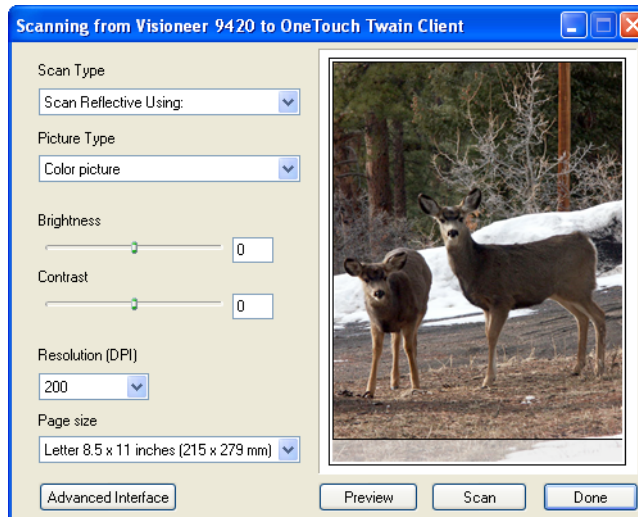 Scanning from Visioneer 9420 to OneTouch Twain Client
Scan Type
Scan Reflective Using:
Picture Type
Color picture
Brightness
0
Contrast
0
Resolution (DPI)
200
Page size
Letter 8.5 x 11 inches (215 x 279 mm)
Advanced Interface
Preview
Scan
Done